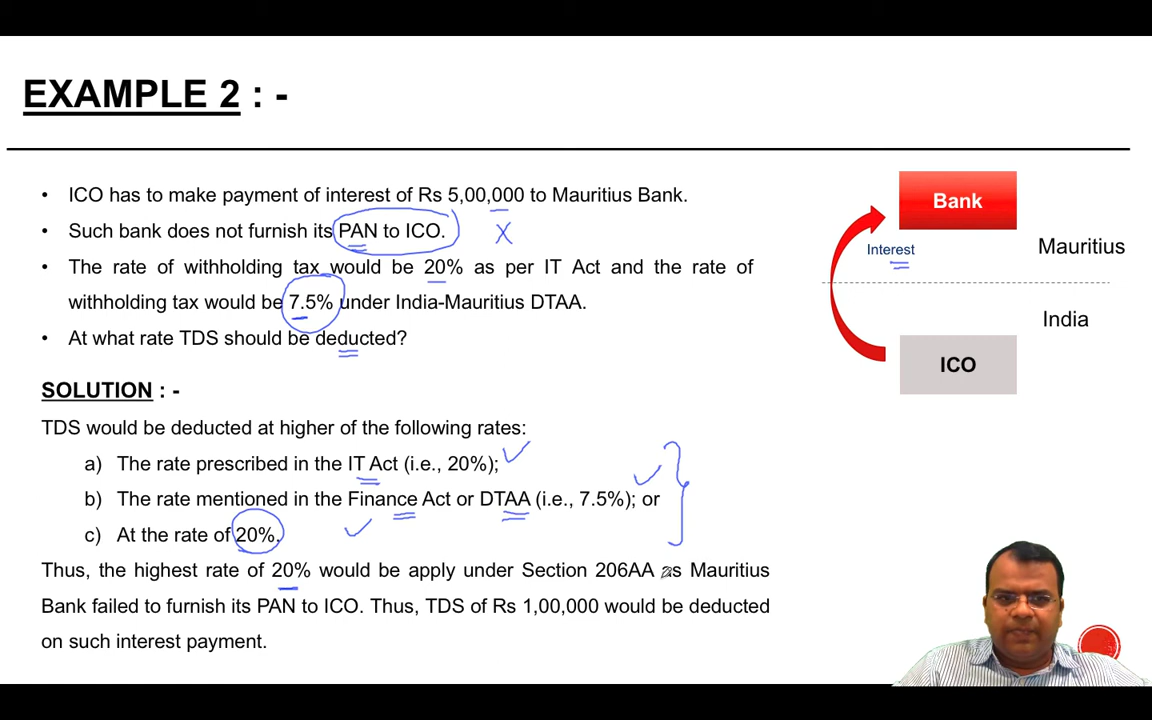 EXAMPLE 2 : -
• ICO has to make payment of interest of Rs 5,00,000 to Mauritius Bank.
• Such bank does not furnish its PAN to ICO. X
• The rate of withholding tax would be 20% as per IT Act and the rate of
withholding tax would be 7.5% under India-Mauritius DTAA.
• At what rate TDS should be deducted?
Bank
Interest
Mauritius
India
ICO
SOLUTION : -
TDS would be deducted at higher of the following rates:
a) The rate prescribed in the IT Act (i.e., 20%);
b) The rate mentioned in the Finance Act or DTAA (i.e., 7.5%); or
c) At the rate of 20%.
Thus, the highest rate of 20% would be apply under Section 206AA as Mauritius
Bank failed to furnish its PAN to ICO. Thus, TDS of Rs 1,00,000 would be deducted
on such interest payment.